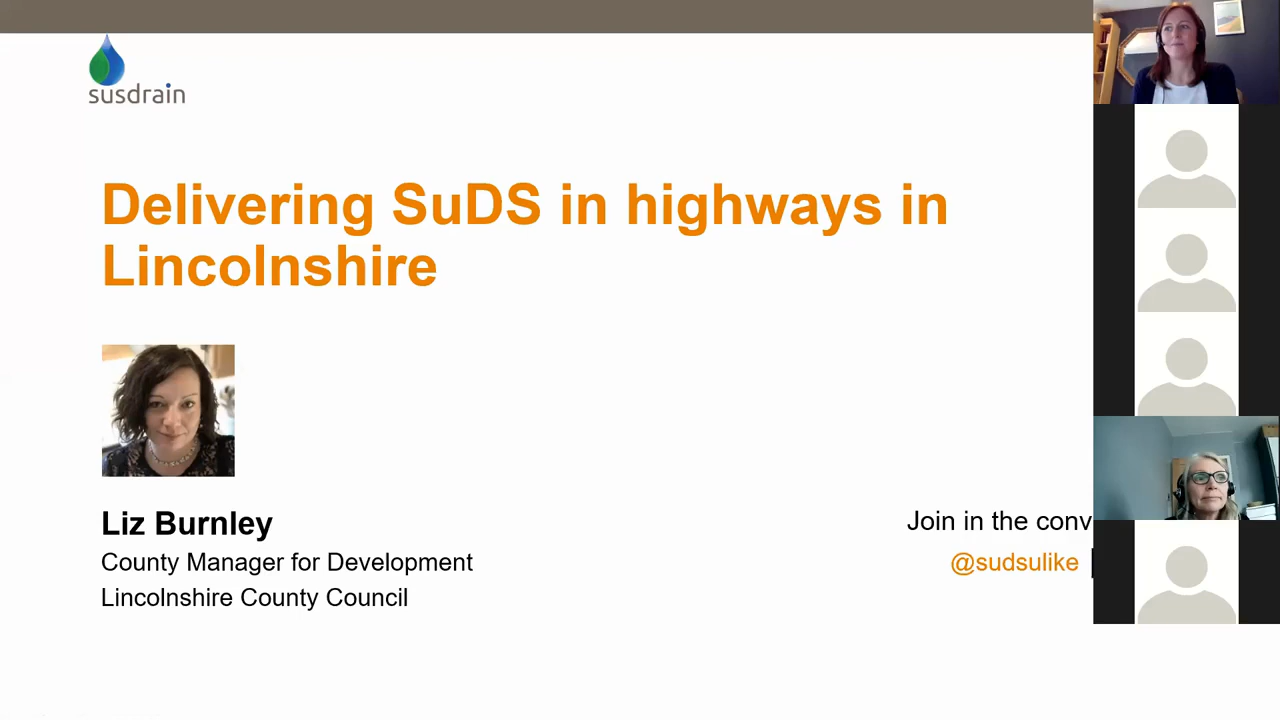 susdrain
Delivering SuDS in highways in
Lincolnshire
Liz Burnley
County Manager for Development
Lincolnshire County Council
Join in the conv
@sudsulike |